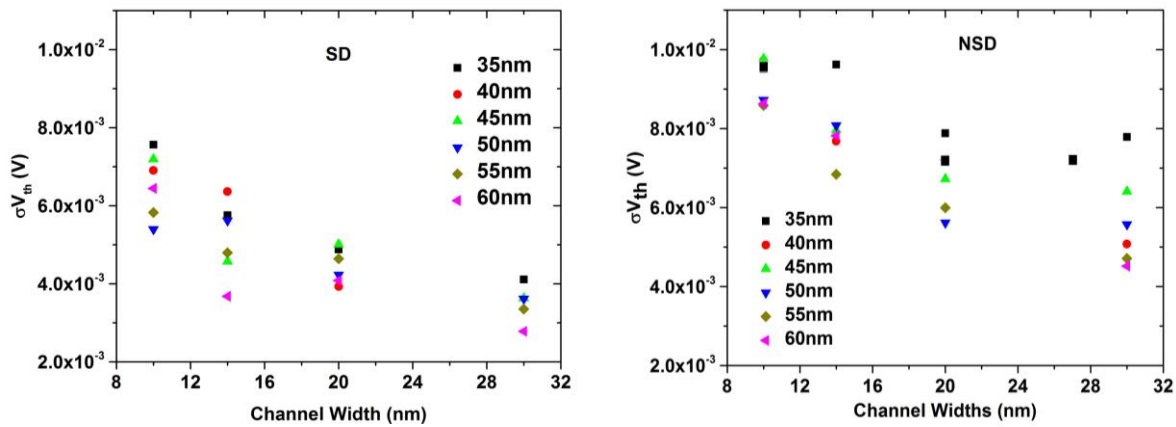 SD
35nm
40nm
45nm
50nm
55nm
60nm
1.0x10⁻²
8.0x10⁻³
6.0x10⁻³
4.0x10⁻³
2.0x10⁻³
σVth (V)
8 12 16 20 24 28 32
Channel Width (nm)
NSD
1.0x10⁻²
8.0x10⁻³
6.0x10⁻³
4.0x10⁻³
2.0x10⁻³
σVth (V)
35nm
40nm
45nm
50nm
55nm
60nm
8 12 16 20 24 28 32
Channel Widths (nm)